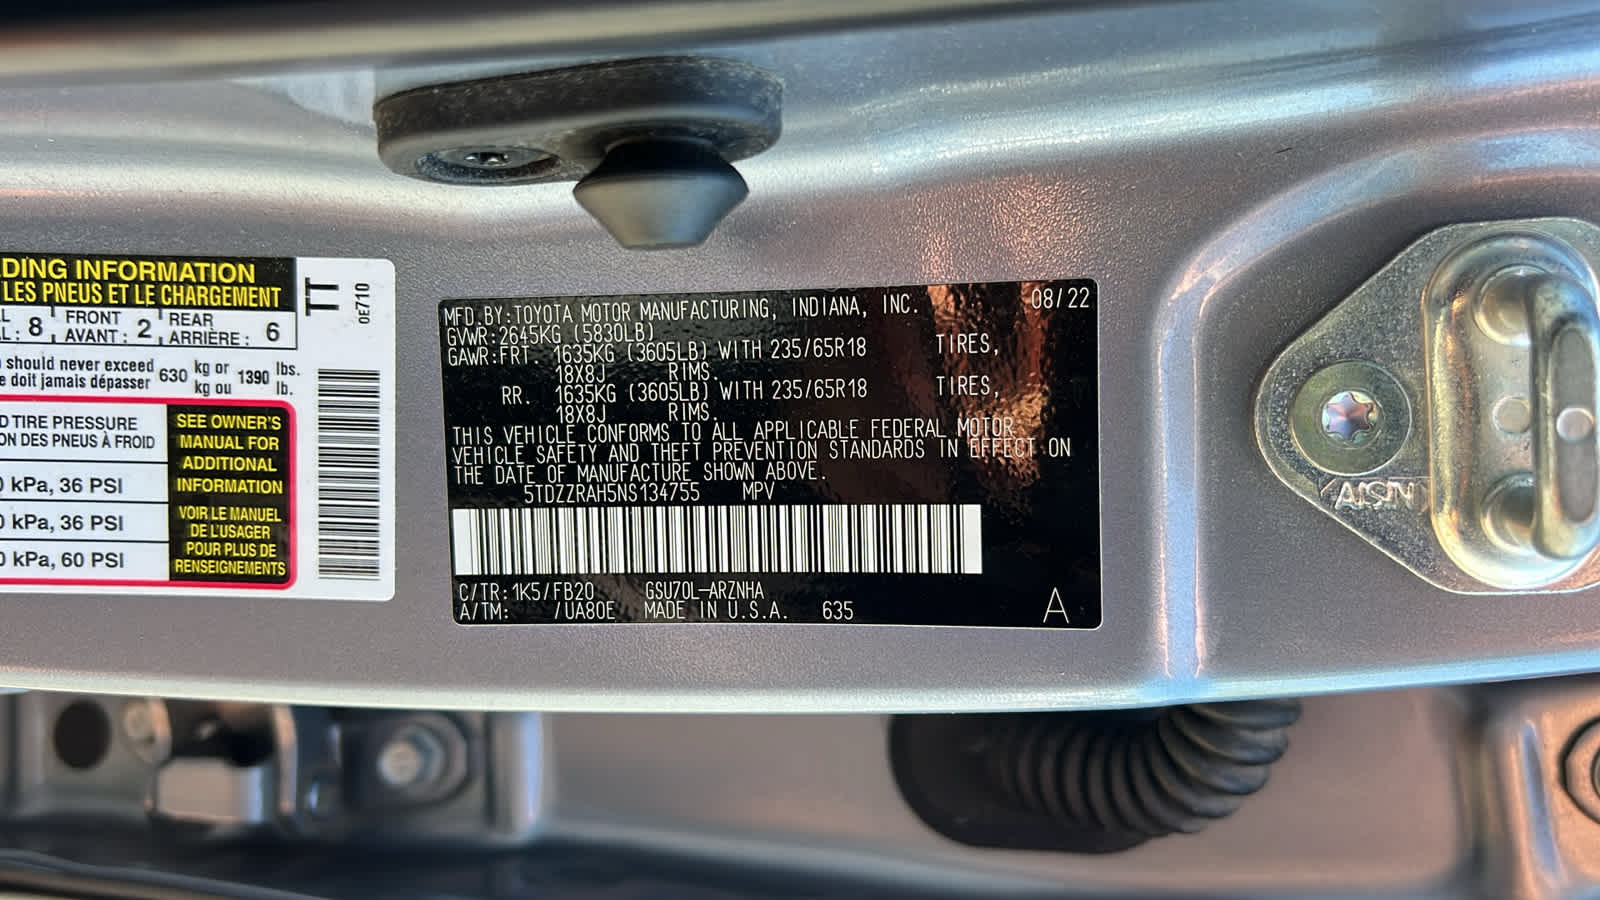 DING INFORMATION
LES PNEUS ET LE CHARGEMENT
TT
0E710
L : 8 FRONT AVANT : 2 REAR ARRIÈRE : 6
should never exceed 630 kg or 1390 lbs.
e doit jamais dépasser kg ou lb.
D TIRE PRESSURE
ON DES PNEUS À FROID
0 kPa, 36 PSI
0 kPa, 36 PSI
0 kPa, 60 PSI
SEE OWNER'S
MANUAL FOR
ADDITIONAL
INFORMATION
VOIR LE MANUEL
DE L'USAGER
POUR PLUS DE
RENSEIGNEMENTS
MFD.BY:TOYOTA MOTOR MANUFACTURING, INDIANA, INC. 08/22
GVWR:2645KG (5830LB)
GAWR:FRT. 1635KG (3605LB) WITH 235/65R18 TIRES,
18X8J RIMS.
RR. 1635KG (3605LB) WITH 235/65R18 TIRES,
18X8J RIMS.
THIS VEHICLE CONFORMS TO ALL APPLICABLE FEDERAL MOTOR
VEHICLE SAFETY AND THEFT PREVENTION STANDARDS IN EFFECT ON
THE DATE OF MANUFACTURE SHOWN ABOVE.
5TDZZRAH5NS134755 MPV
C/TR:1K5/FB20 GSU70L-ARZNHA
A/TM: /UA80E MADE IN U.S.A. 635
A
AISIN